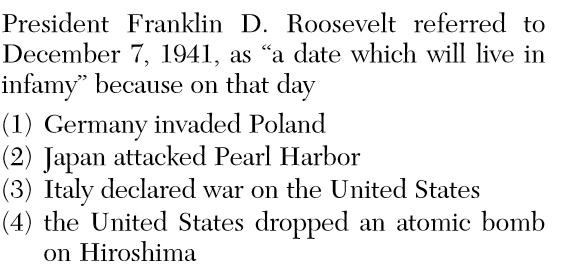 President Franklin D. Roosevelt referred to
December 7, 1941, as “a date which will live in
infamy” because on that day
(1) Germany invaded Poland
(2) Japan attacked Pearl Harbor
(3) Italy declared war on the United States
(4) the United States dropped an atomic bomb
on Hiroshima